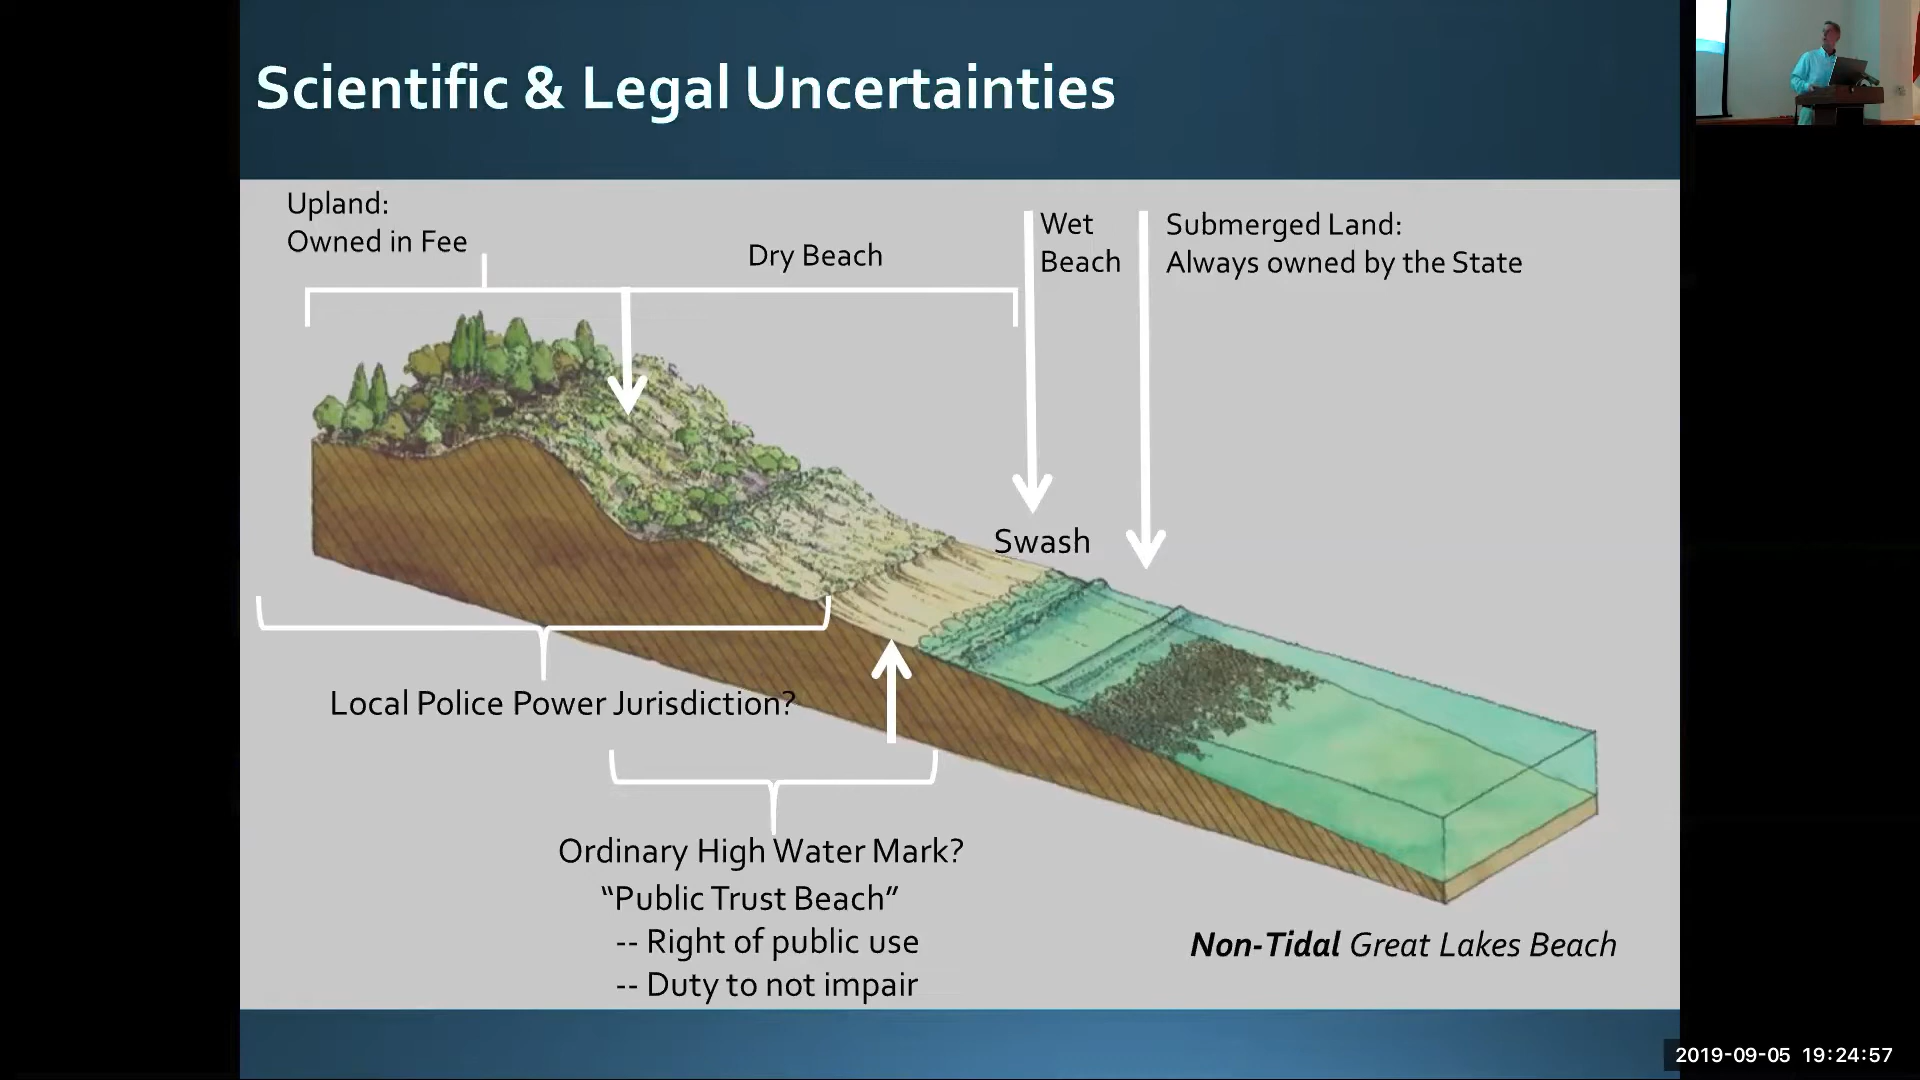 Scientific & Legal Uncertainties
Upland:
Owned in Fee
Dry Beach
Wet
Beach
Submerged Land:
Always owned by the State
Swash
Local Police Power Jurisdiction?
Ordinary High Water Mark?
“Public Trust Beach”
-- Right of public use
-- Duty to not impair
Non-Tidal Great Lakes Beach
2019-09-05 19:24:57